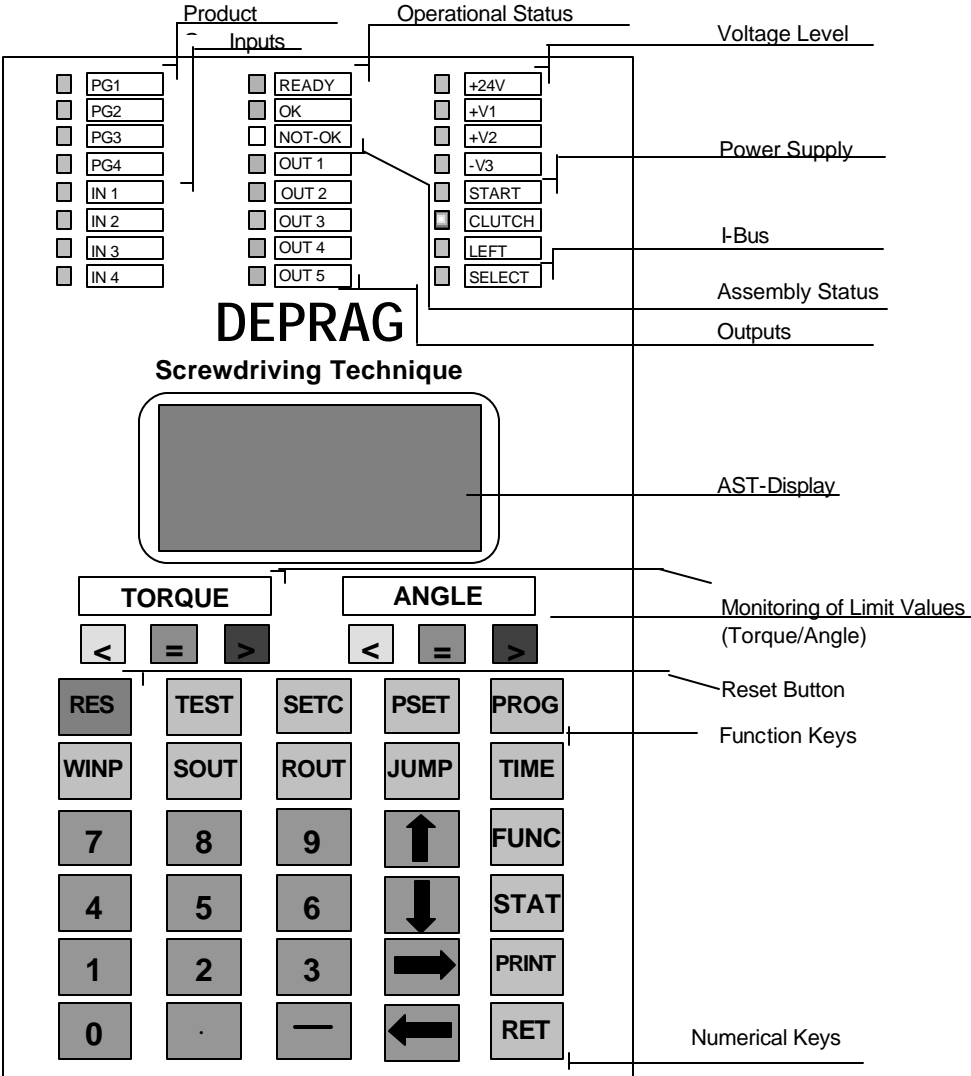 Product
Operational Status
Voltage Level
Inputs
PG1
READY
+24V
PG2
OK
+V1
PG3
NOT-OK
+V2
PG4
OUT 1
-V3
Power Supply
IN 1
OUT 2
START
IN 2
OUT 3
CLUTCH
I-Bus
IN 3
OUT 4
LEFT
IN 4
OUT 5
SELECT
Assembly Status
Outputs
DEPRAG
Screwdriving Technique
AST-Display
TORQUE
ANGLE
Monitoring of Limit Values
(Torque/Angle)
< = >
< = >
Reset Button
RES TEST SETC PSET PROG
Function Keys
WINP SOUT ROUT JUMP TIME
7 8 9 ↑ FUNC
4 5 6 ↓ STAT
1 2 3 → PRINT
0 . — ← RET
Numerical Keys